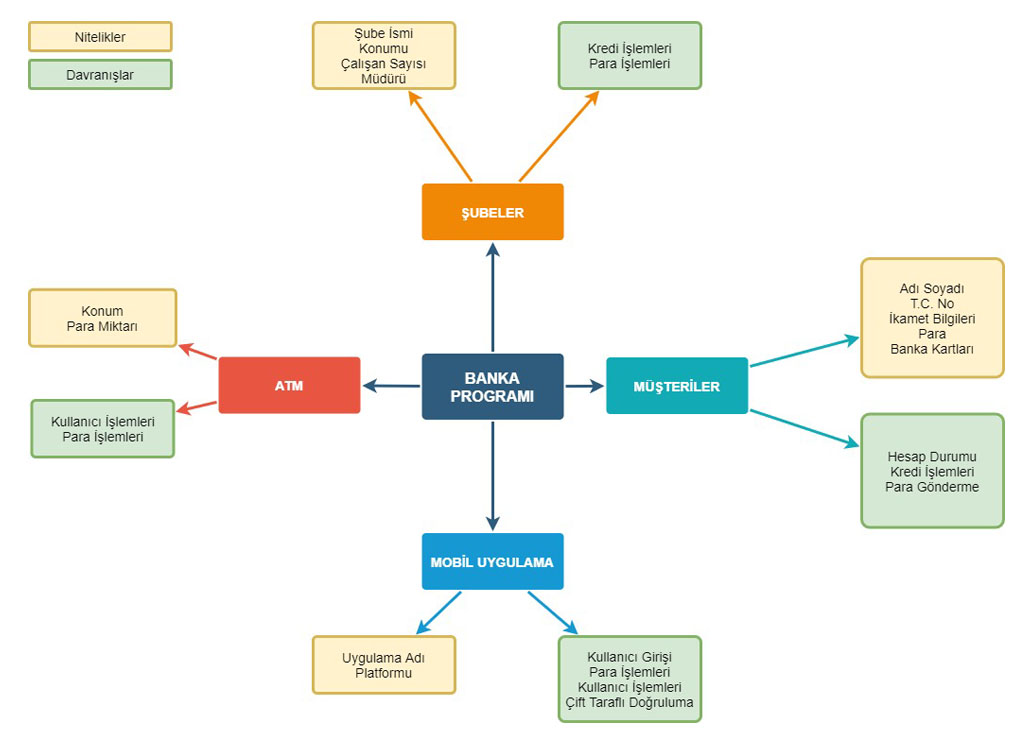 Nitelikler
Davranışlar
Şube İsmi
Konumu
Çalışan Sayısı
Müdürü
Kredi İşlemleri
Para İşlemleri
ŞUBELER
Konum
Para Miktarı
Kullanıcı İşlemleri
Para İşlemleri
ATM
BANKA
PROGRAMI
MÜŞTERİLER
Adı Soyadı
T.C. No
İkamet Bilgileri
Para
Banka Kartları
Hesap Durumu
Kredi İşlemleri
Para Gönderme
MOBİL UYGULAMA
Uygulama Adı
Platformu
Kullanıcı Girişi
Para İşlemleri
Kullanıcı İşlemleri
Çift Taraflı Doğruluma